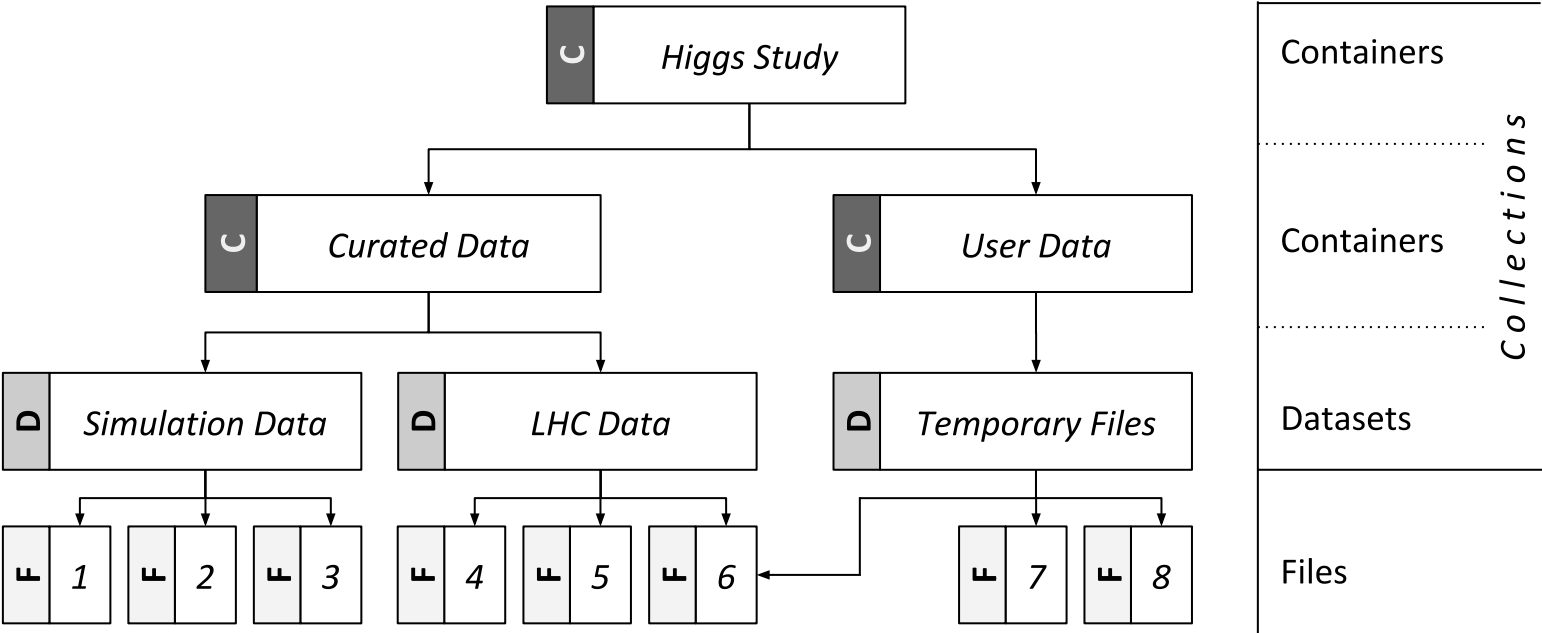 C Higgs Study
Containers
C Curated Data
C User Data
Containers
Collections
D Simulation Data
D LHC Data
D Temporary Files
Datasets
F 1
F 2
F 3
F 4
F 5
F 6
F 7
F 8
Files